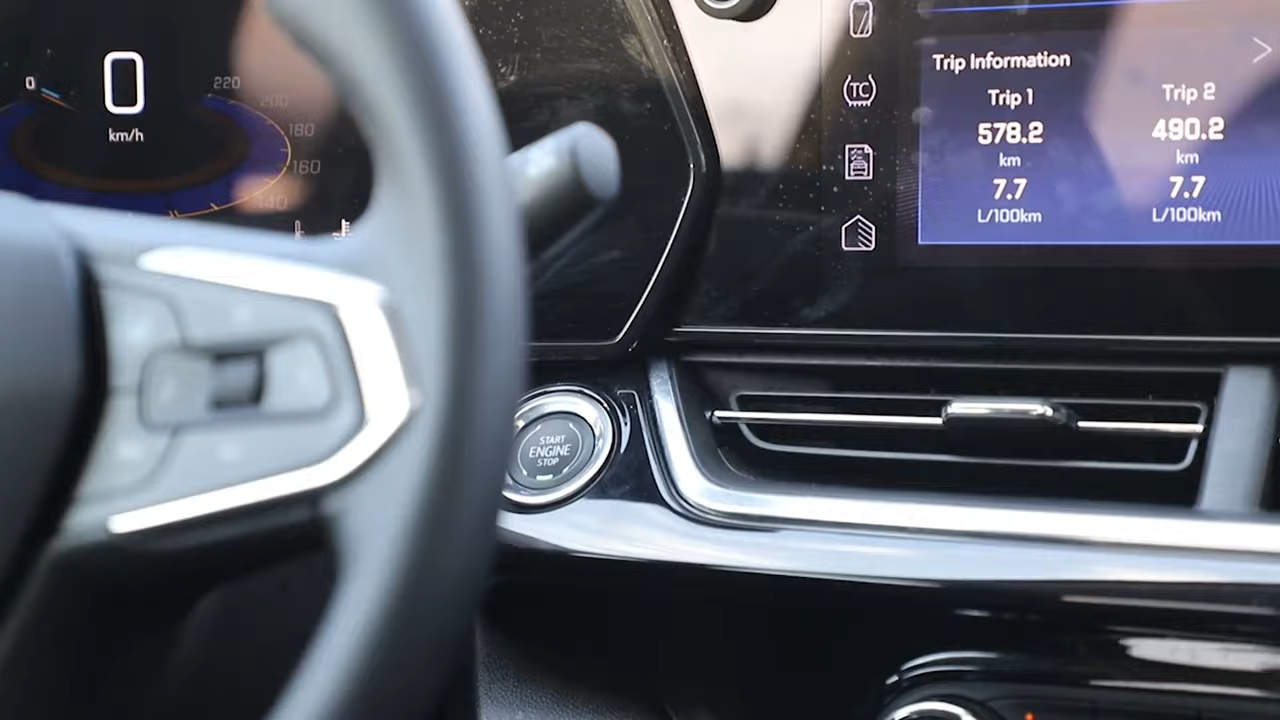 0
220
200
180
160
140
0
km/h
TC
Trip Information
Trip 1
Trip 2
578.2
490.2
km
km
7.7
7.7
L/100km
L/100km
START
ENGINE
STOP